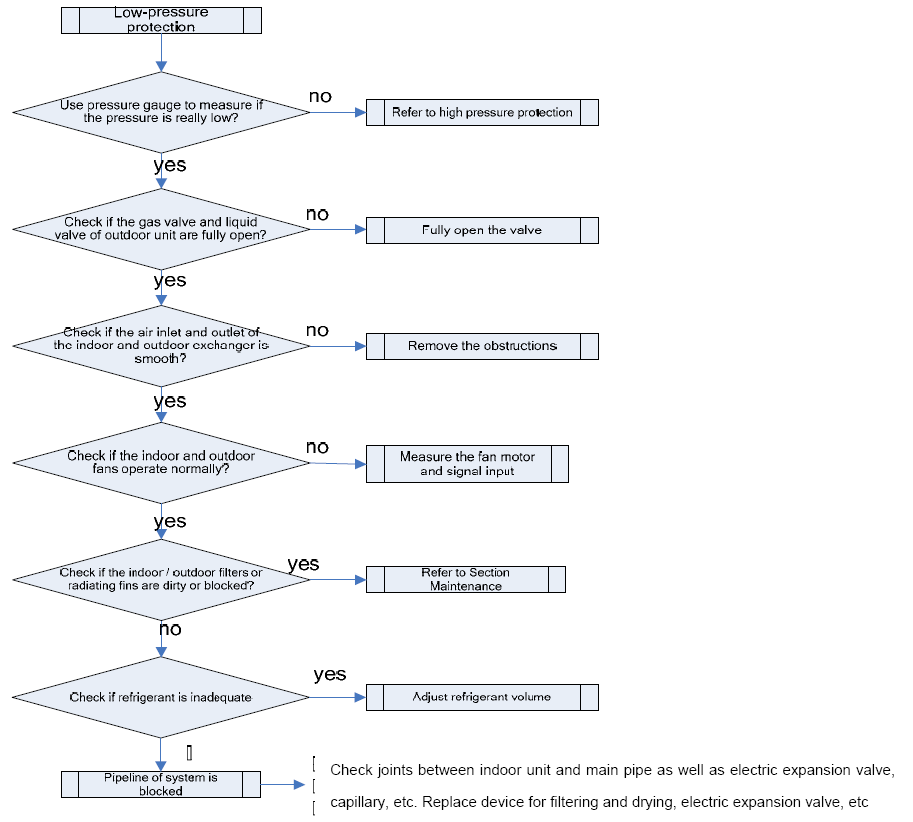 Low-pressure
protection
Use pressure gauge to measure if
the pressure is really low?
no
Refer to high pressure protection
yes
Check if the gas valve and liquid
valve of outdoor unit are fully open?
no
Fully open the valve
yes
Check if the air inlet and outlet of
the indoor and outdoor exchanger is
smooth?
no
Remove the obstructions
yes
Check if the indoor and outdoor
fans operate normally?
no
Measure the fan motor
and signal input
yes
Check if the indoor / outdoor filters or
radiating fins are dirty or blocked?
yes
Refer to Section
Maintenance
no
Check if refrigerant is inadequate
yes
Adjust refrigerant volume
Pipeline of system is
blocked
Check joints between indoor unit and main pipe as well as electric expansion valve,
capillary, etc. Replace device for filtering and drying, electric expansion valve, etc